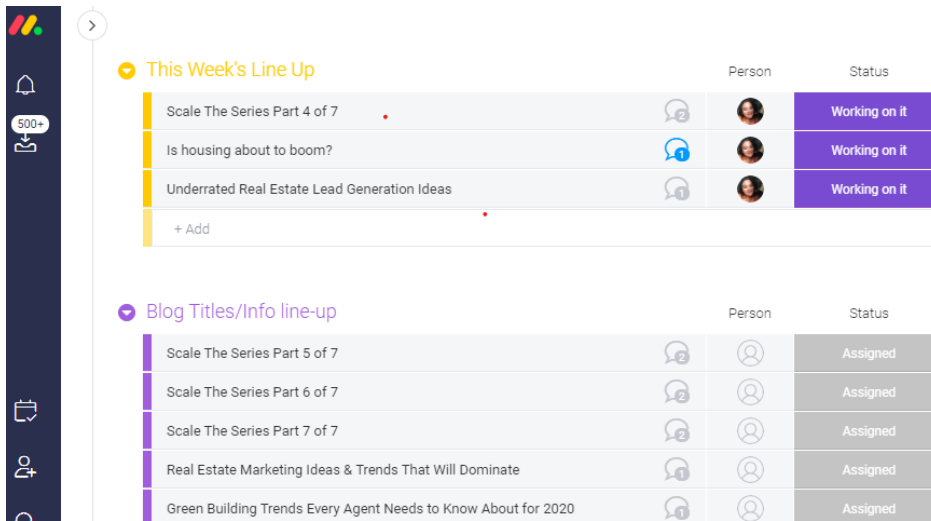 500+
This Week's Line Up
Person
Status
Scale The Series Part 4 of 7
2
Working on it
Is housing about to boom?
1
Working on it
Underrated Real Estate Lead Generation Ideas
1
Working on it
+ Add
Blog Titles/Info line-up
Person
Status
Scale The Series Part 5 of 7
2
Assigned
Scale The Series Part 6 of 7
2
Assigned
Scale The Series Part 7 of 7
2
Assigned
Real Estate Marketing Ideas & Trends That Will Dominate
1
Assigned
Green Building Trends Every Agent Needs to Know About for 2020
1
Assigned